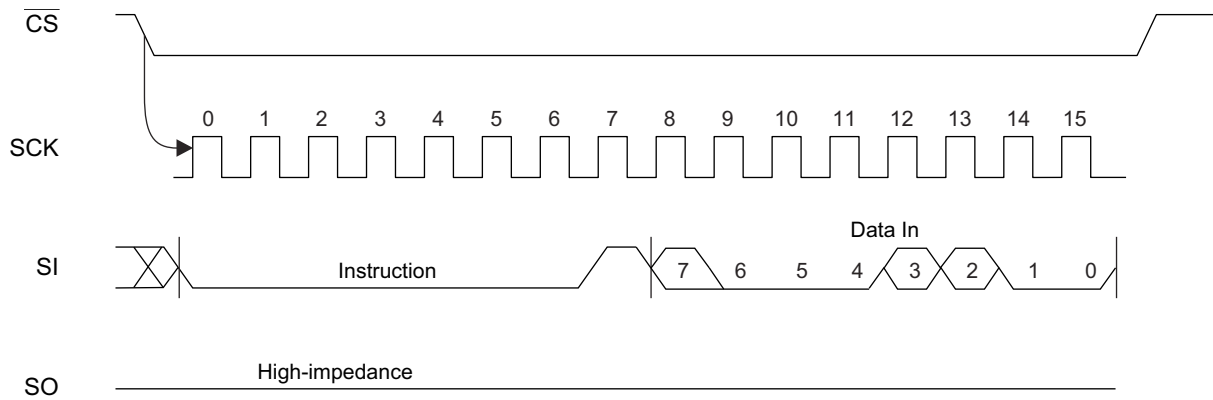 C̅S̅
SCK
0 1 2 3 4 5 6 7 8 9 10 11 12 13 14 15
SI
Instruction
Data In
7 6 5 4 3 2 1 0
SO
High-impedance